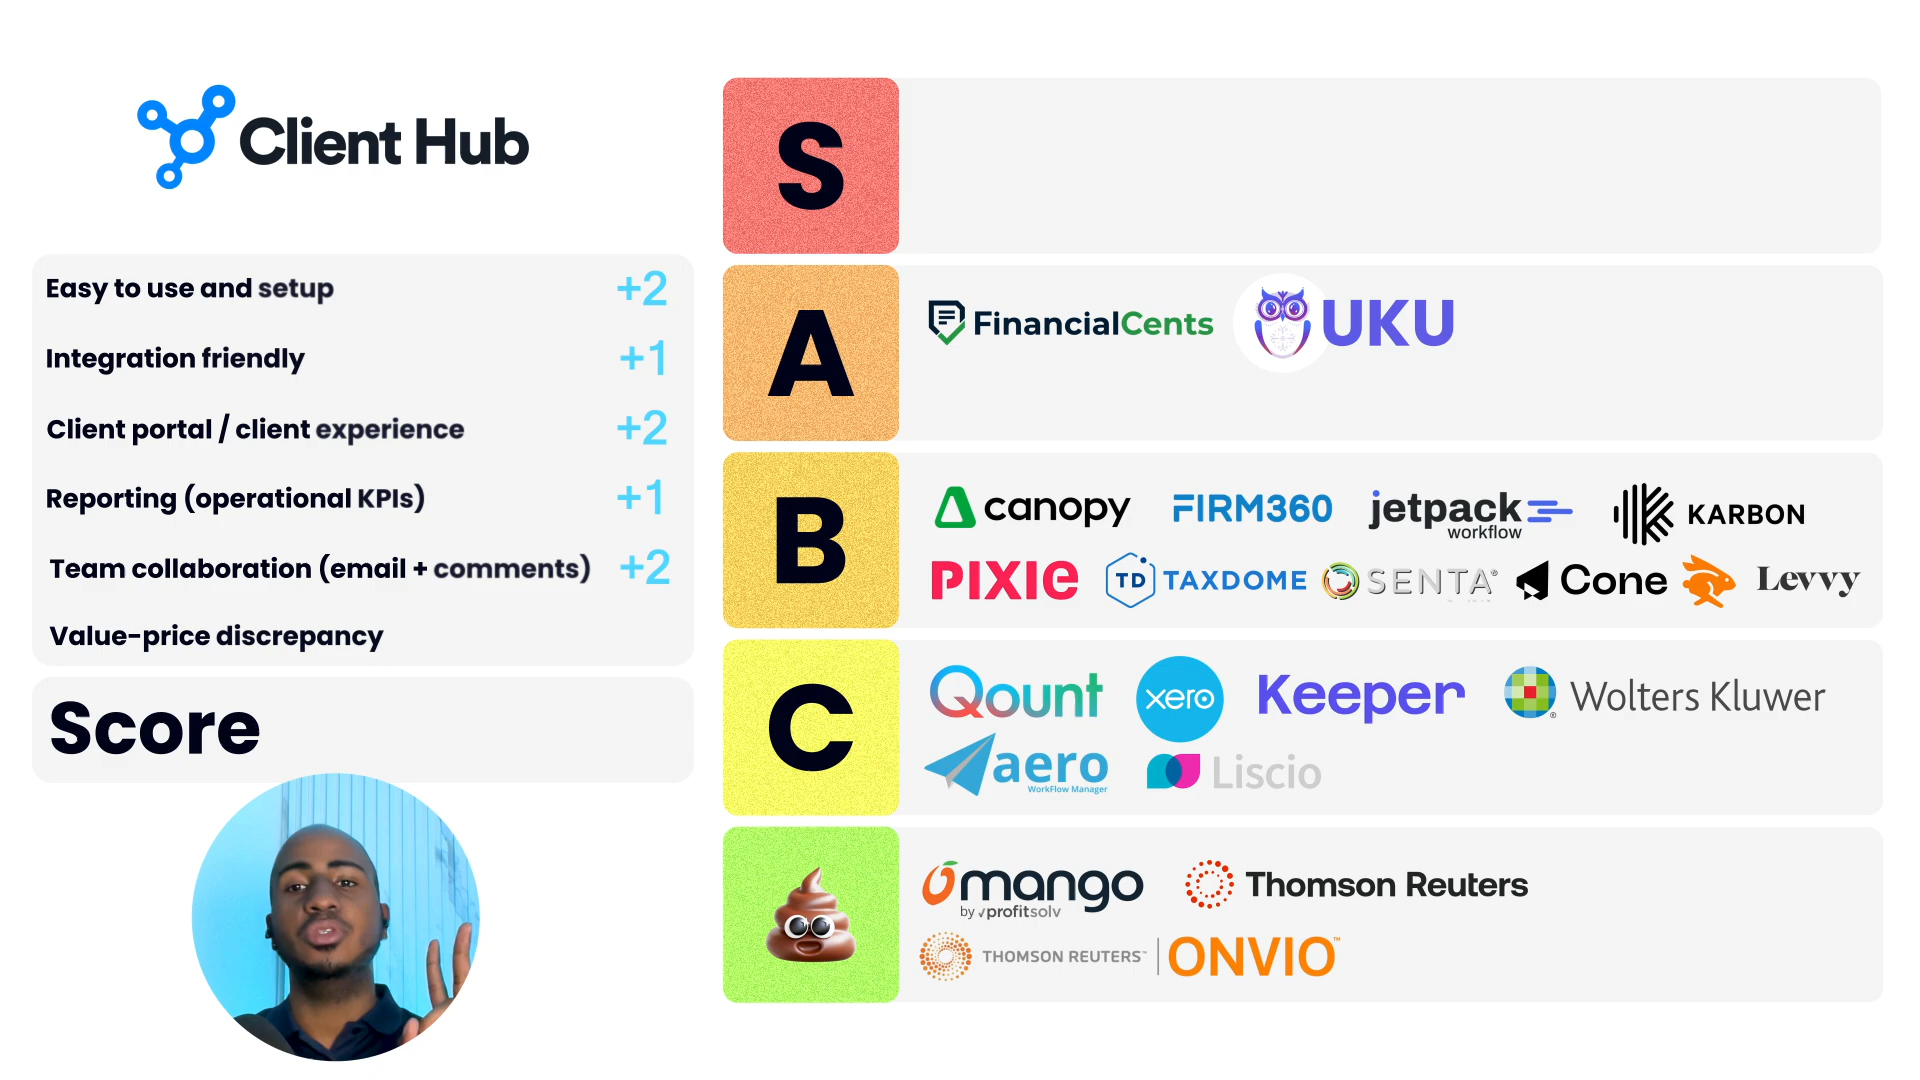 Client Hub
Easy to use and setup +2
Integration friendly +1
Client portal / client experience +2
Reporting (operational KPIs) +1
Team collaboration (email + comments) +2
Value-price discrepancy
Score
S
A
FinancialCents UKU
B
canopy FIRM360 jetpack workflow KARBON
PIXIE TD TAXDOME SENTA® Cone Levvy
C
Qount xero Keeper Wolters Kluwer®
aero WorkFlow Manager Liscio
mango by profitsolv Thomson Reuters
THOMSON REUTERS™ ONVIO™